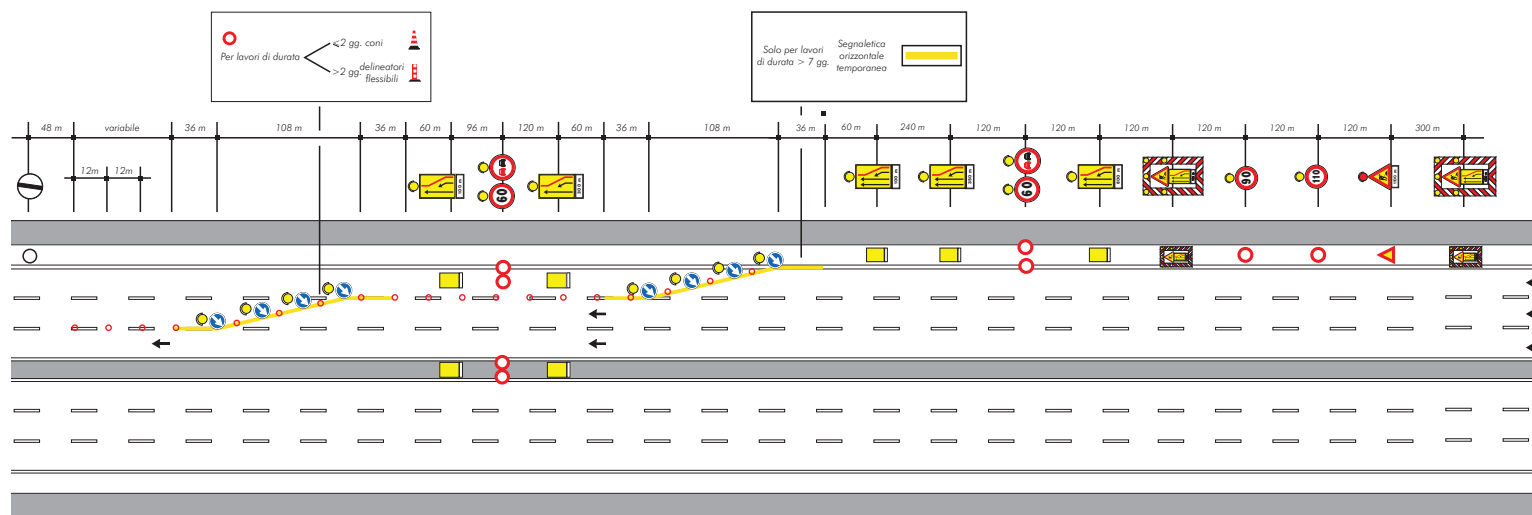 Per lavori di durata
<2 gg. coni
>2 gg. delineatori
flessibili
Solo per lavori
di durata > 7 gg.
Segnaletica
orizzontale
temporanea
48 m
variabile
36 m
108 m
36 m
60 m
96 m
120 m
60 m
36 m
108 m
36 m
60 m
240 m
120 m
120 m
120 m
120 m
120 m
120 m
300 m
12m
12m
60
60
90
110